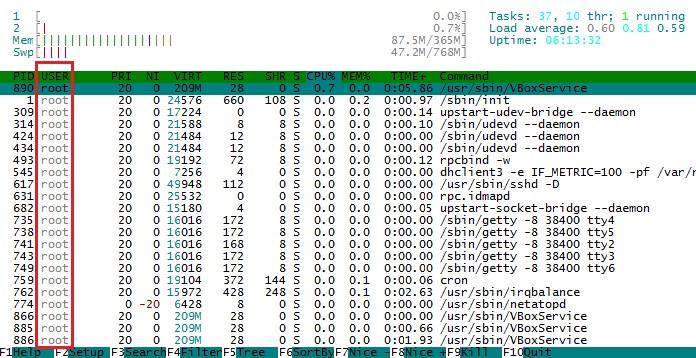 1 [ 0.0%] Tasks: 37, 10 thr; 1 running
2 [| 0.7%] Load average: 0.60 0.81 0.59
Mem[||||||||||||||||||| 87.5M/365M] Uptime: 06:13:32
Swp[|||| 47.2M/768M]
PID USER PRI NI VIRT RES SHR S CPU% MEM% TIME+ Command
890 root 20 0 209M 28 0 S 0.7 0.0 0:05.86 /usr/sbin/VBoxService
1 root 20 0 24576 660 108 S 0.0 0.2 0:00.97 /sbin/init
309 root 20 0 17224 0 0 S 0.0 0.0 0:00.14 upstart-udev-bridge --daemon
314 root 20 0 21588 8 8 S 0.0 0.0 0:00.10 /sbin/udevd --daemon
424 root 20 0 21484 12 8 S 0.0 0.0 0:00.00 /sbin/udevd --daemon
434 root 20 0 21484 12 8 S 0.0 0.0 0:00.00 /sbin/udevd --daemon
493 root 20 0 19192 72 8 S 0.0 0.0 0:00.12 rpcbind -w
545 root 20 0 7256 4 0 S 0.0 0.0 0:00.00 dhclient3 -e IF_METRIC=100 -pf /var/r
617 root 20 0 49948 112 0 S 0.0 0.0 0:00.00 /usr/sbin/sshd -D
631 root 20 0 25532 0 0 S 0.0 0.0 0:00.00 rpc.idmapd
682 root 20 0 15180 4 0 S 0.0 0.0 0:00.05 upstart-socket-bridge --daemon
735 root 20 0 16016 172 8 S 0.0 0.0 0:00.00 /sbin/getty -8 38400 tty4
738 root 20 0 16016 172 8 S 0.0 0.0 0:00.00 /sbin/getty -8 38400 tty5
741 root 20 0 16016 168 8 S 0.0 0.0 0:00.00 /sbin/getty -8 38400 tty2
743 root 20 0 16016 172 8 S 0.0 0.0 0:00.00 /sbin/getty -8 38400 tty3
749 root 20 0 16016 172 8 S 0.0 0.0 0:00.00 /sbin/getty -8 38400 tty6
759 root 20 0 19104 372 144 S 0.0 0.1 0:00.06 cron
762 root 20 0 15972 428 248 S 0.0 0.1 0:02.63 /usr/sbin/irqbalance
774 root 0 -20 6428 8 0 S 0.0 0.0 0:00.00 /usr/sbin/netatopd
866 root 20 0 209M 28 0 S 0.0 0.0 0:00.00 /usr/sbin/VBoxService
885 root 20 0 209M 28 0 S 0.0 0.0 0:00.66 /usr/sbin/VBoxService
886 root 20 0 209M 28 0 S 0.0 0.0 0:01.93 /usr/sbin/VBoxService
F1Help F2Setup F3SearchF4FilterF5Tree F6SortByF7Nice -F8Nice +F9Kill F10Quit